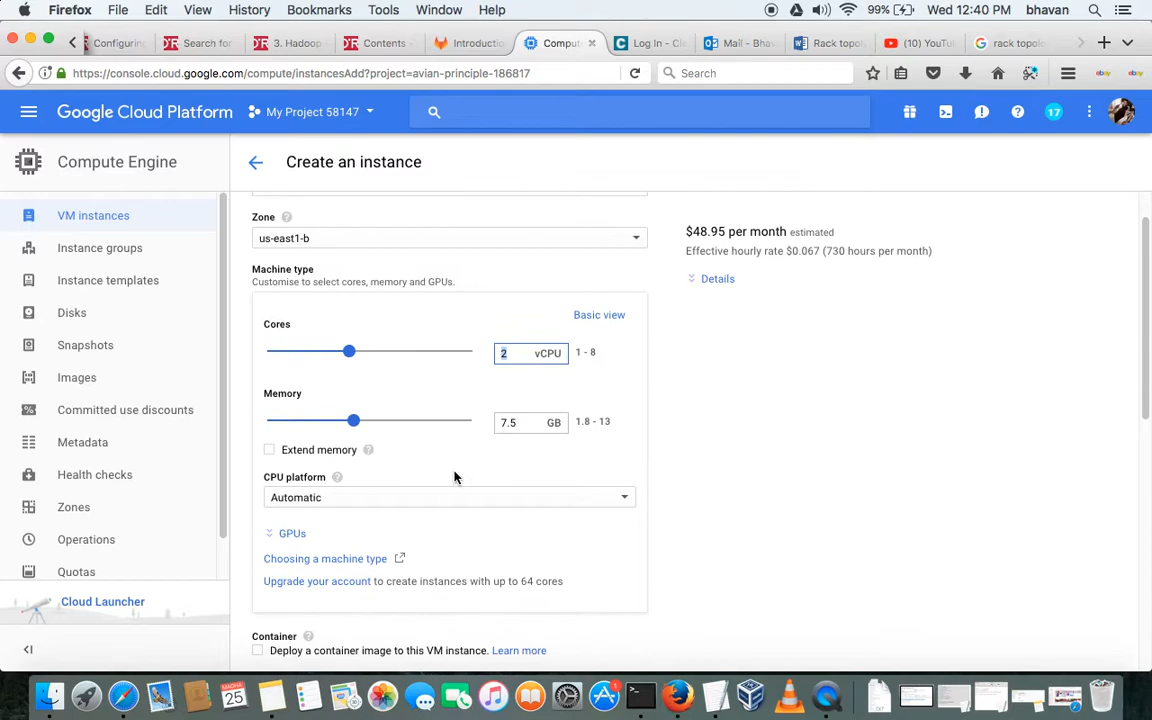 Firefox File Edit View History Bookmarks Tools Window Help 99% Wed 12:40 PM bhavan
Configuring Search for 3. Hadoop Contents - Introductio Comput Log In - Cl Mail - Bha Rack topol (10) YouTu rack topol
https://console.cloud.google.com/compute/instancesAdd?project=avian-principle-186817 Search
Google Cloud Platform My Project 58147 17
Compute Engine Create an instance
VM instances
Instance groups
Instance templates
Disks
Snapshots
Images
Committed use discounts
Metadata
Health checks
Zones
Operations
Quotas
Cloud Launcher
Zone
us-east1-b
Machine type
Customise to select cores, memory and GPUs.
Basic view
Cores
2 vCPU 1 - 8
Memory
7.5 GB 1.8 - 13
Extend memory
CPU platform
Automatic
GPUs
Choosing a machine type
Upgrade your account to create instances with up to 64 cores
Container
Deploy a container image to this VM instance. Learn more
$48.95 per month estimated
Effective hourly rate $0.067 (730 hours per month)
Details
25